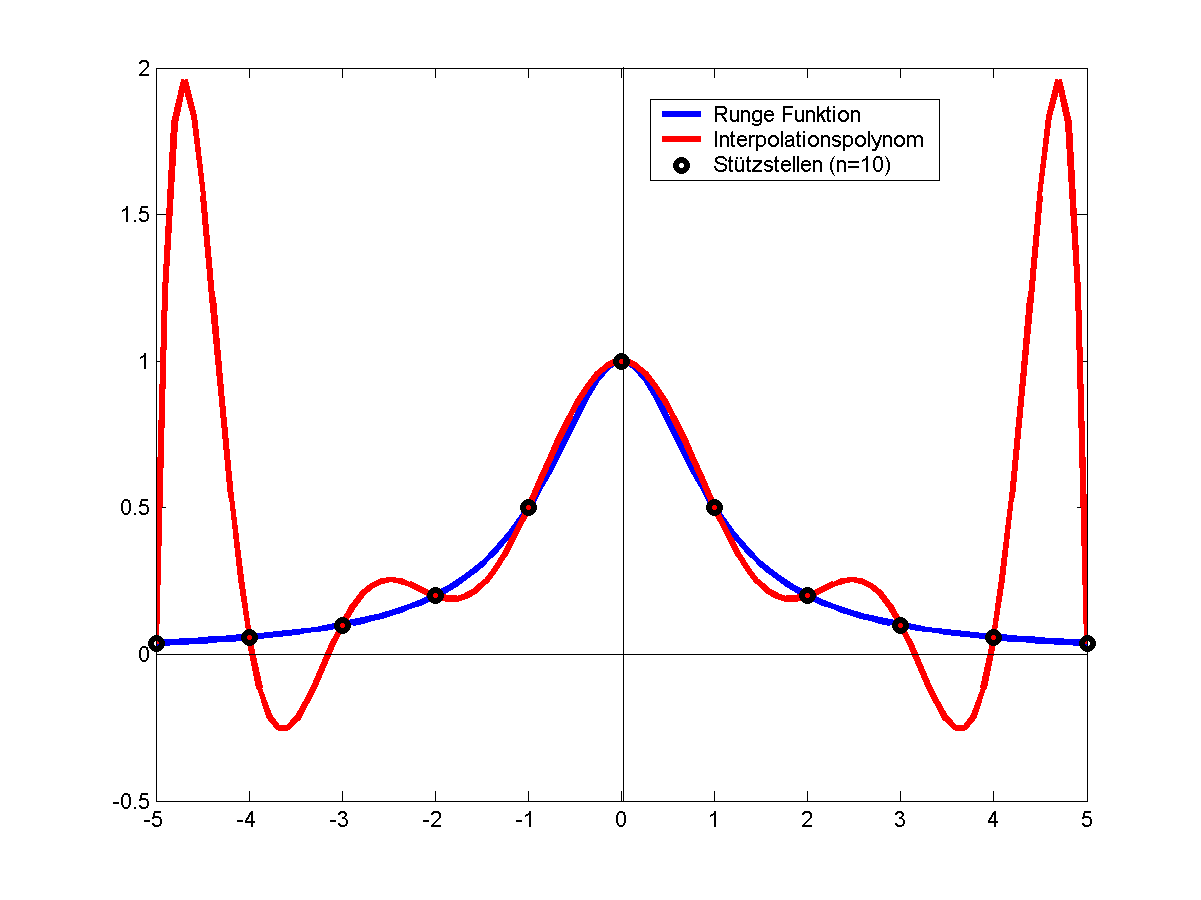 2
Runge Funktion
Interpolationspolynom
Stützstellen (n=10)
1.5
1
0.5
0
-0.5
-5 -4 -3 -2 -1 0 1 2 3 4 5